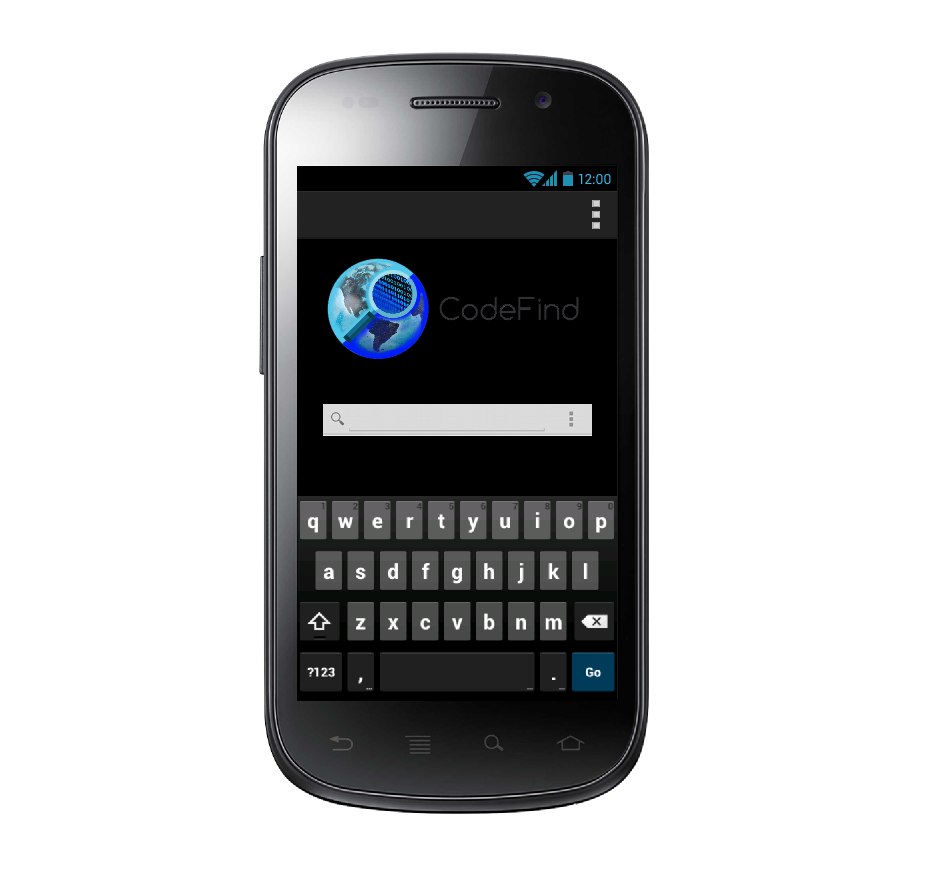 12:00
CodeFind
1 2 3 4 5 6 7 8 9 0
q w e r t y u i o p
a s d f g h j k l
z x c v b n m
?123 , ... _ . ... Go